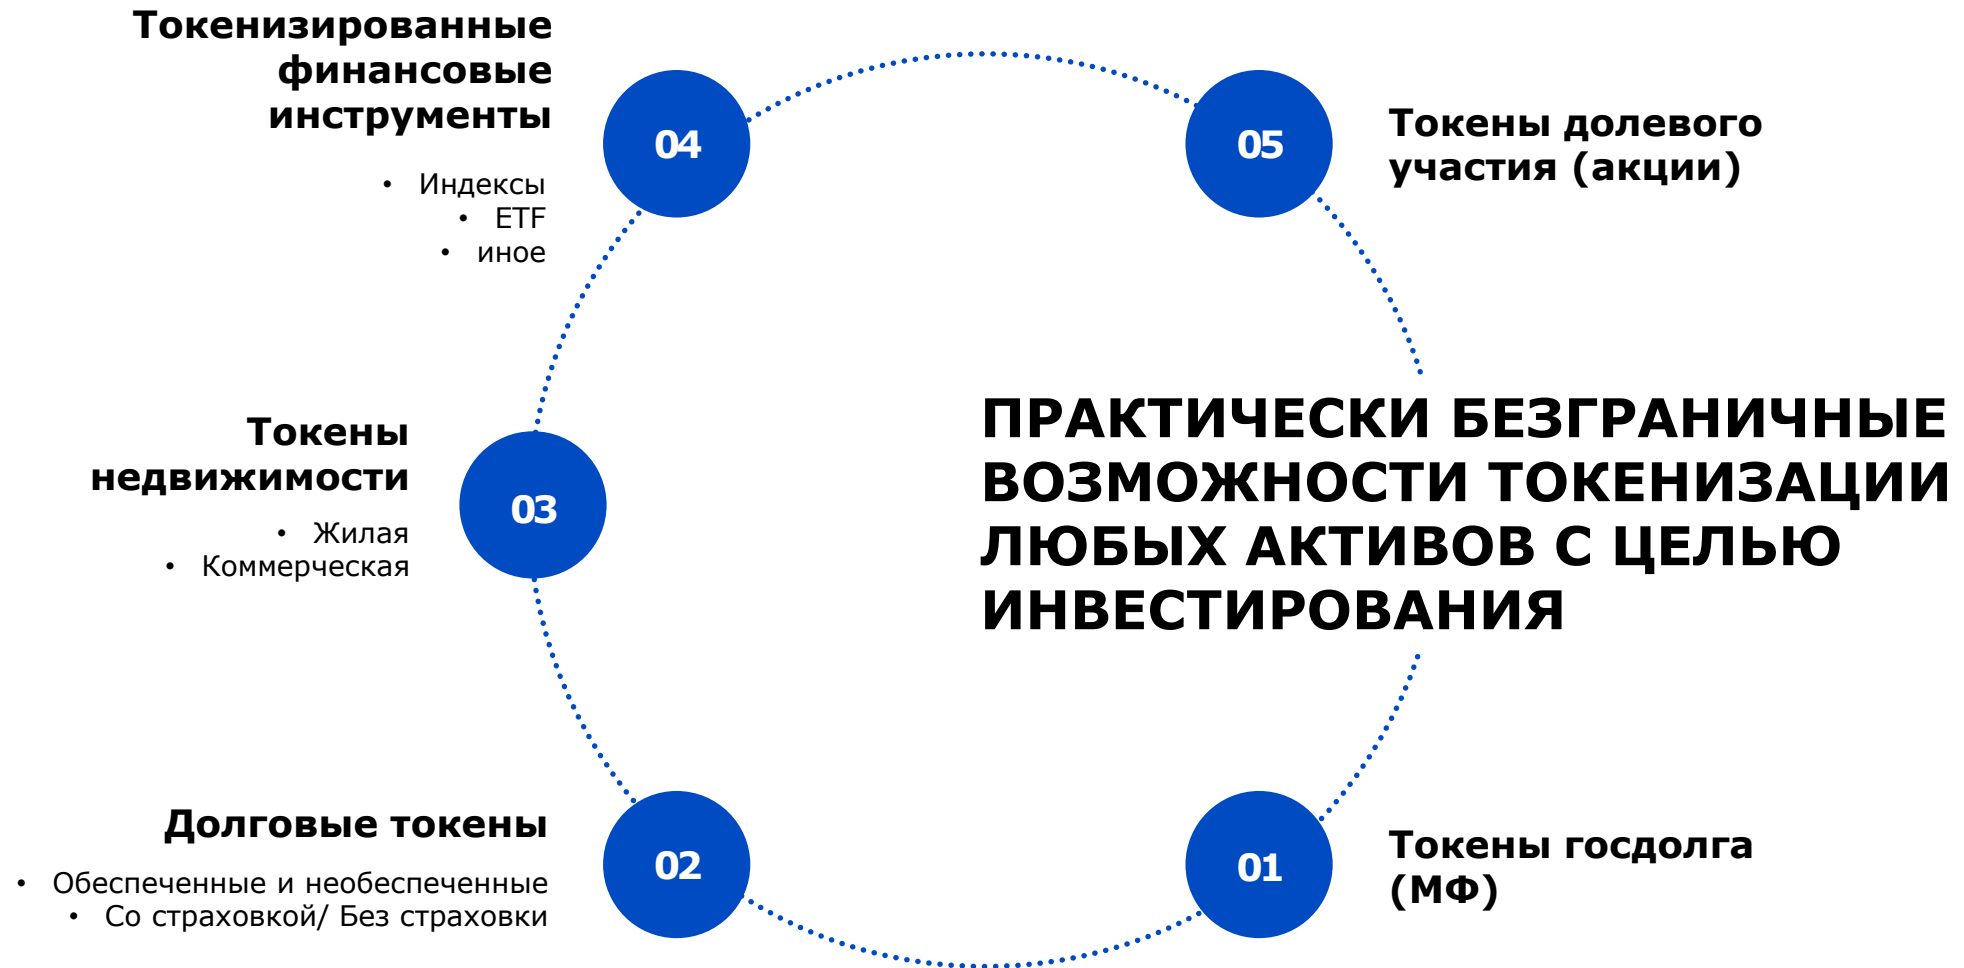 Токенизированные
финансовые
инструменты
• Индексы
• ETF
• иное
04
05
Токены долевого
участия (акции)
ПРАКТИЧЕСКИ БЕЗГРАНИЧНЫЕ
ВОЗМОЖНОСТИ ТОКЕНИЗАЦИИ
ЛЮБЫХ АКТИВОВ С ЦЕЛЬЮ
ИНВЕСТИРОВАНИЯ
Токены
недвижимости
• Жилая
• Коммерческая
03
Долговые токены
• Обеспеченные и необеспеченные
• Со страховкой/ Без страховки
02
01
Токены госдолга
(МФ)